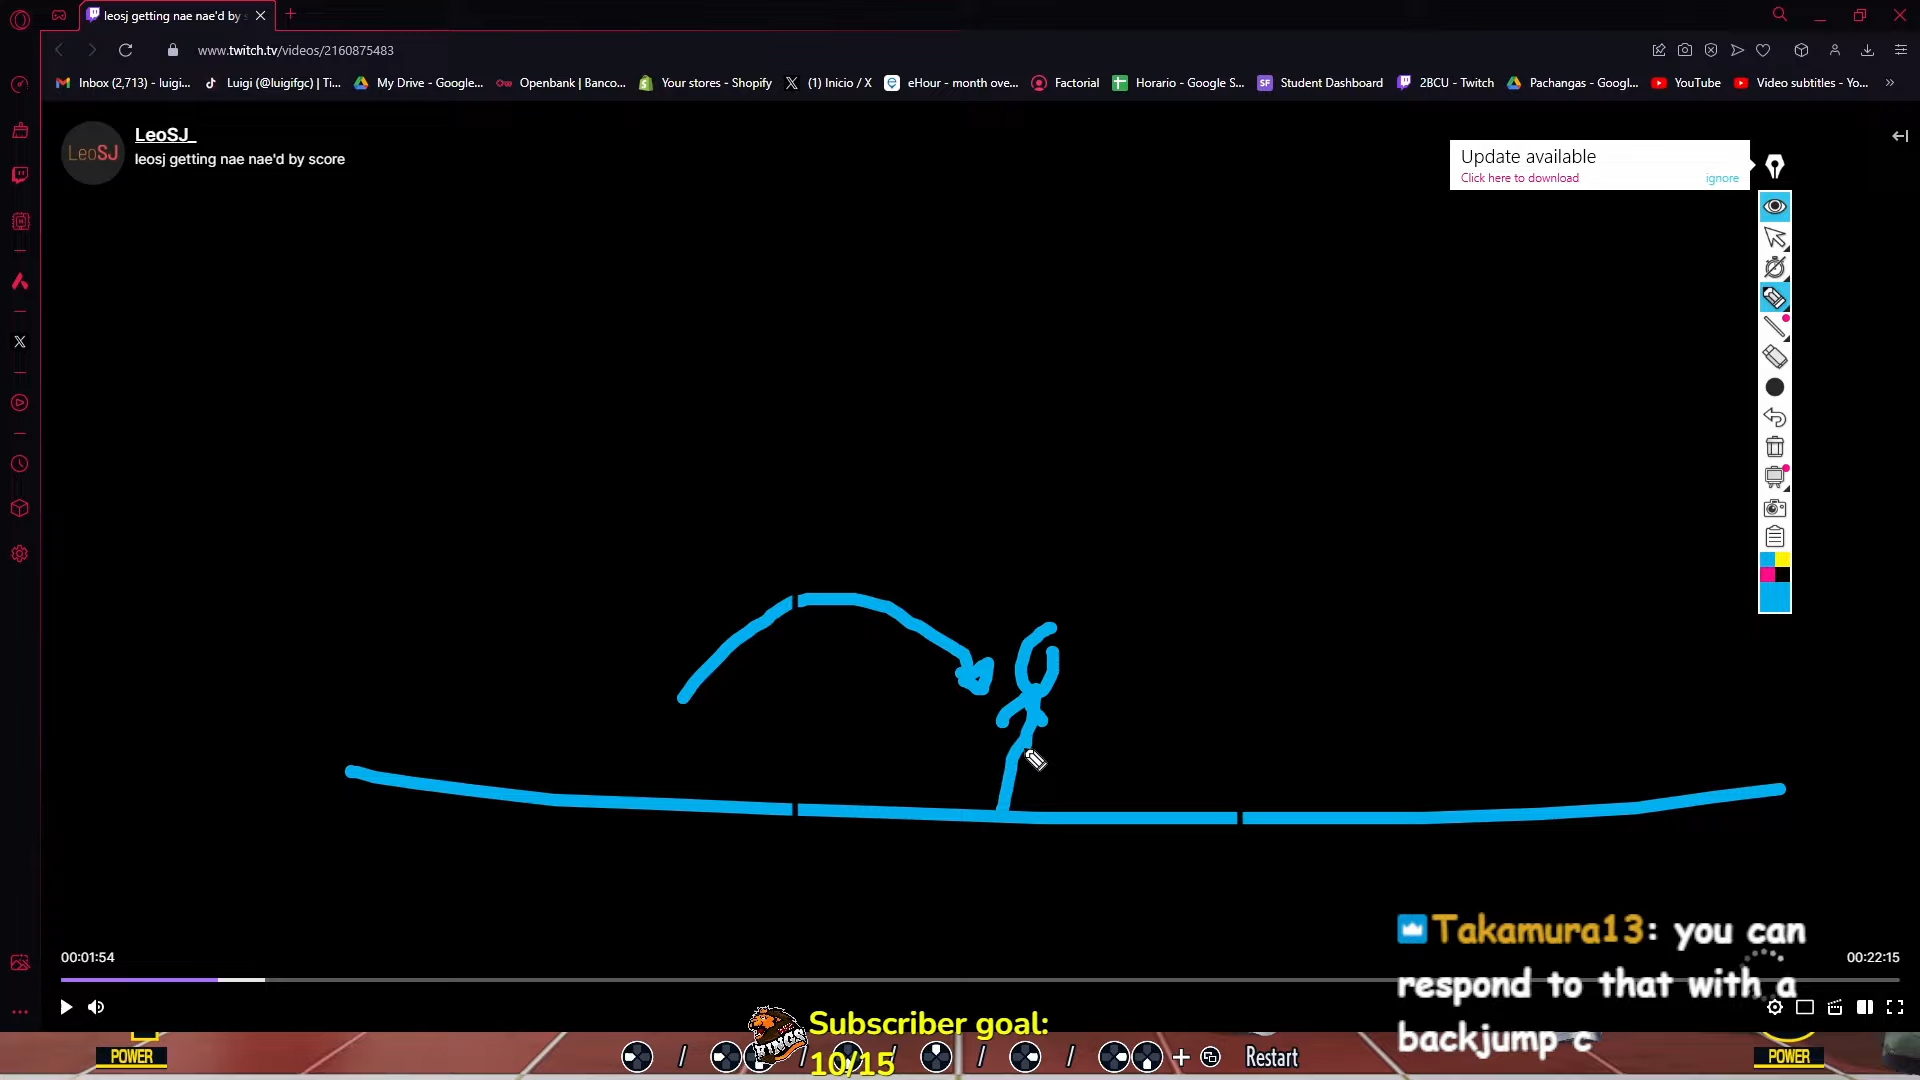 leosj getting nae nae'd by s
www.twitch.tv/videos/2160875483
Inbox (2,713) - luigi...
Luigi (@luigifgc) | Ti...
My Drive - Google...
Openbank | Banco...
Your stores - Shopify
(1) Inicio / X
eHour - month ove...
Factorial
Horario - Google S...
SF
Student Dashboard
2BCU - Twitch
Pachangas - Googl...
YouTube
Video subtitles - Yo...
LeoSJ
LeoSJ_
leosj getting nae nae'd by score
Update available
Click here to download
ignore
Takamura13: you can
respond to that with a
backjump c
00:01:54
00:22:15
Subscriber goal:
10/15
KINGS
POWER
/ / / / / +
Restart
POWER